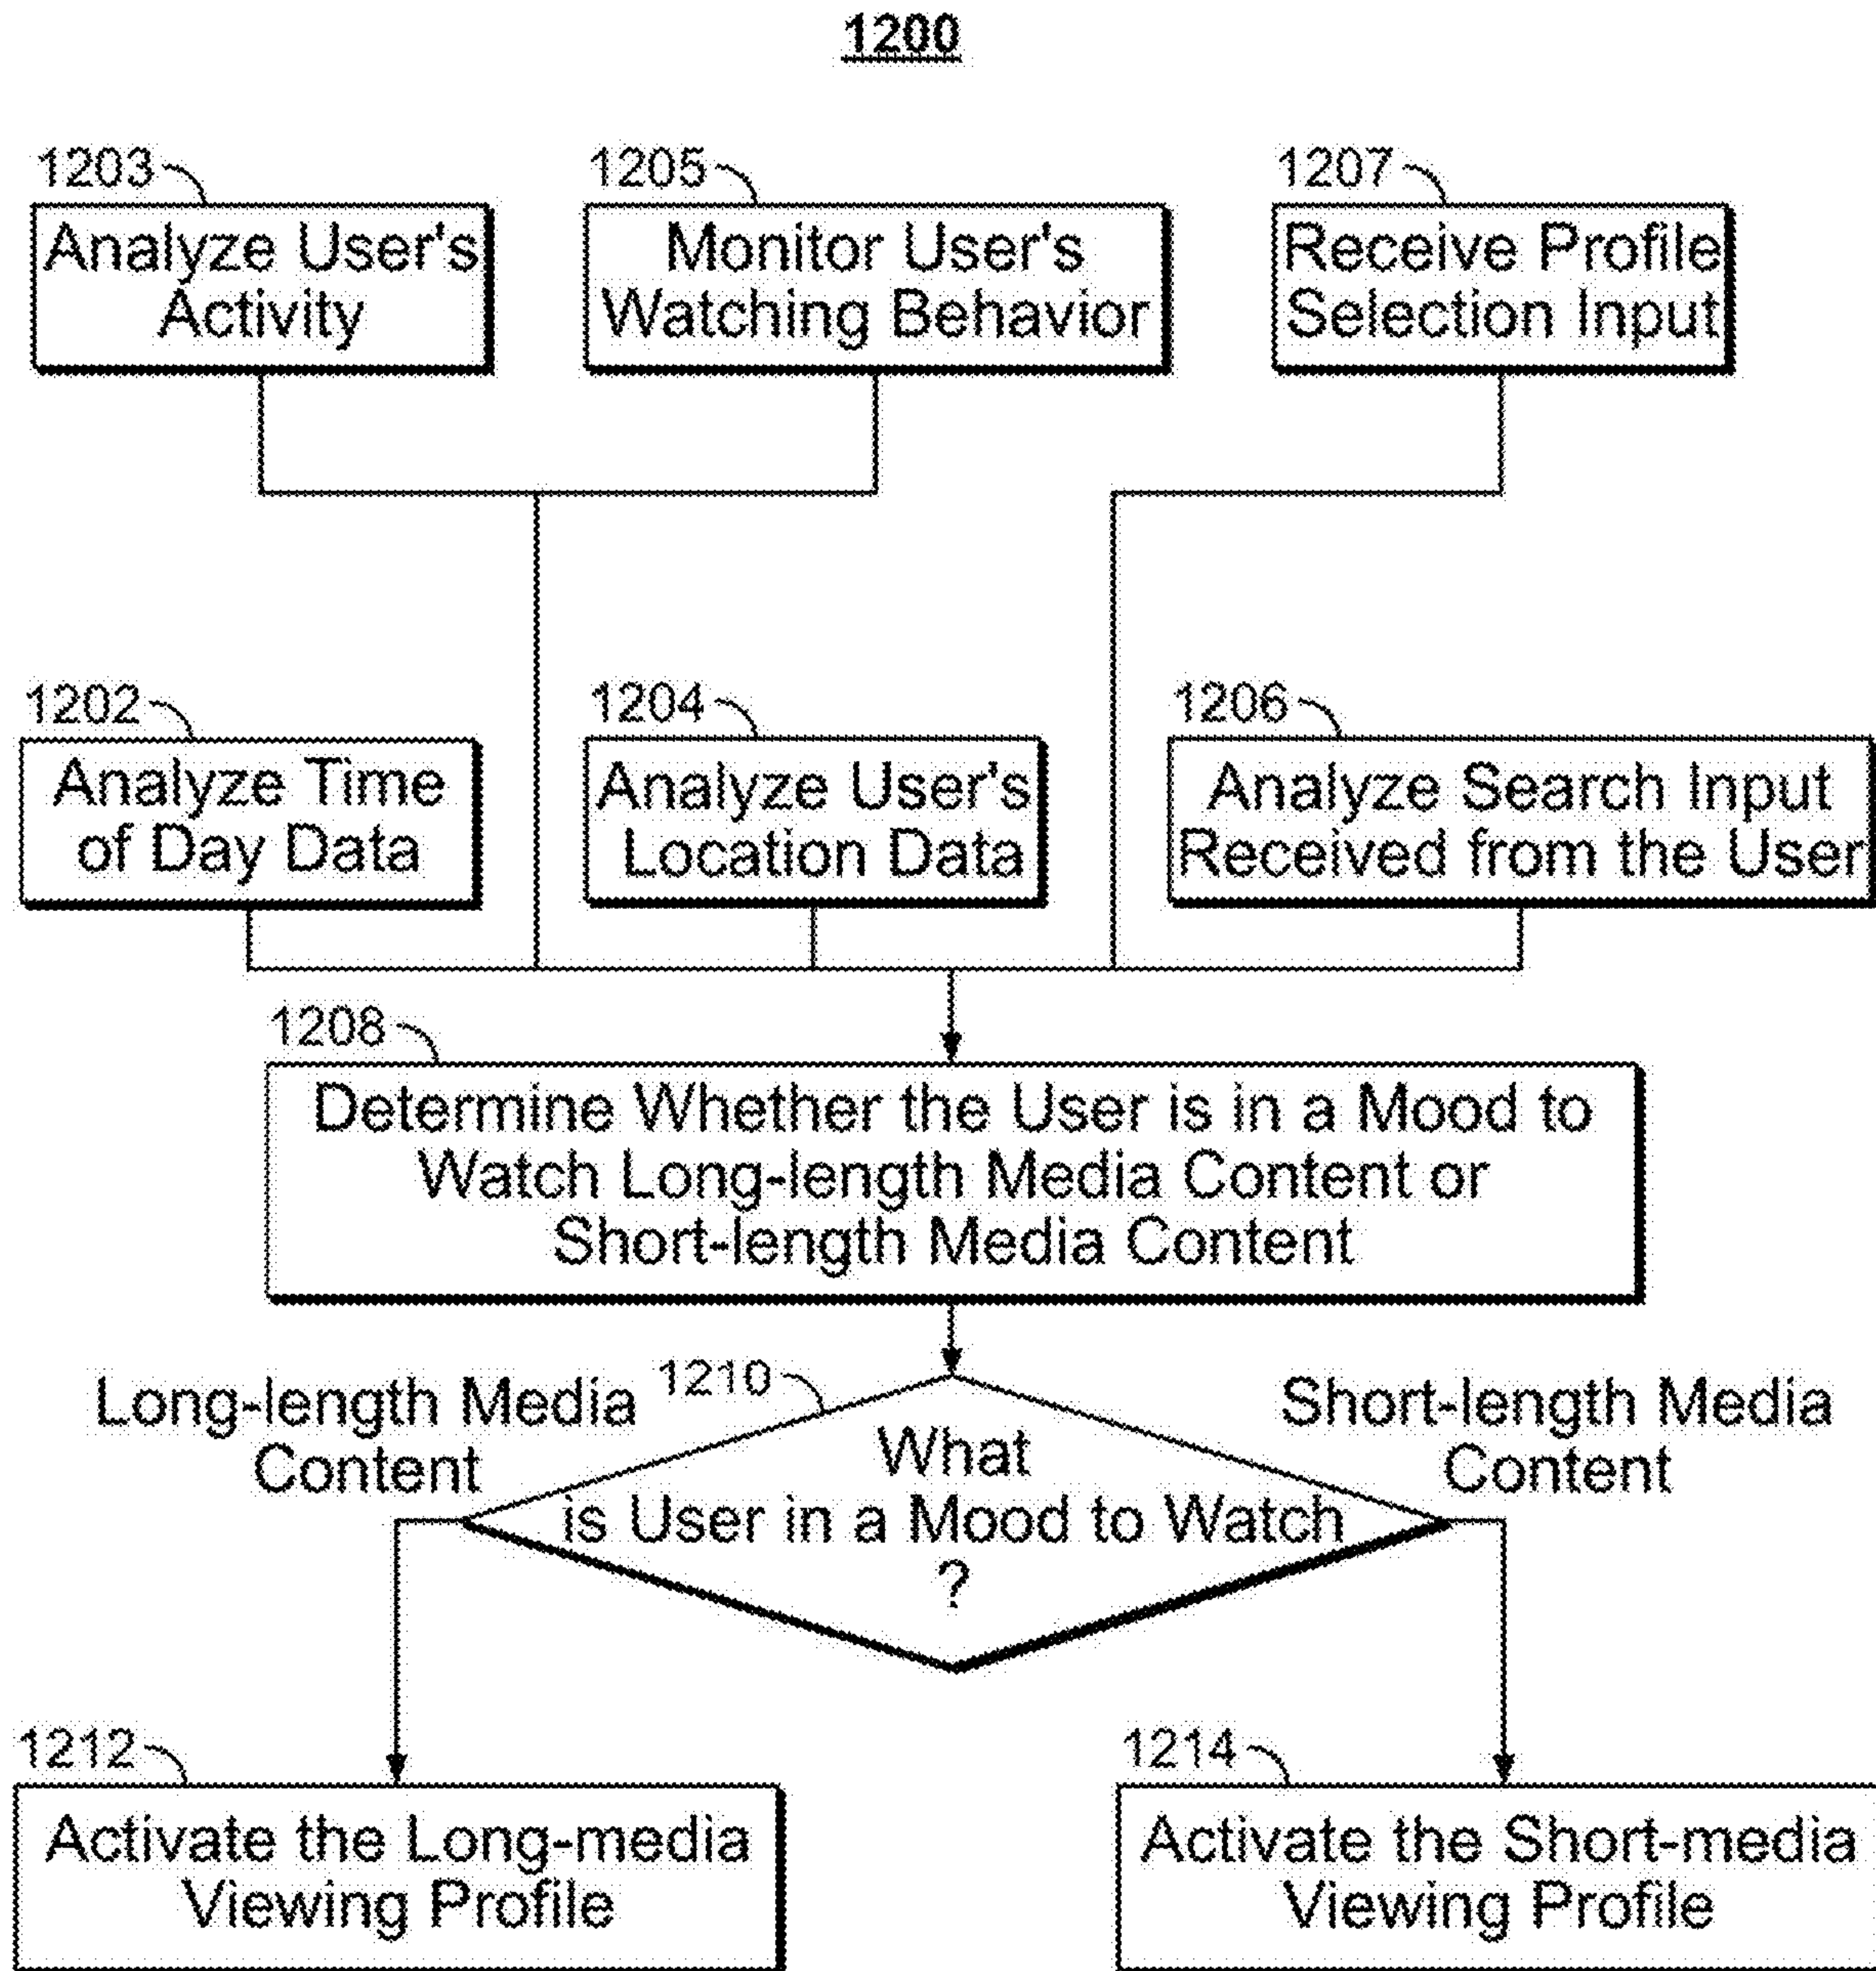 1200
1203
Analyze User's
Activity
1205
Monitor User's
Watching Behavior
1207
Receive Profile
Selection Input
1202
Analyze Time
of Day Data
1204
Analyze User's
Location Data
1206
Analyze Search Input
Received from the User
1208
Determine Whether the User is in a Mood to
Watch Long-length Media Content or
Short-length Media Content
Long-length Media
Content
1210
What
is User in a Mood to Watch
?
Short-length Media
Content
1212
Activate the Long-media
Viewing Profile
1214
Activate the Short-media
Viewing Profile